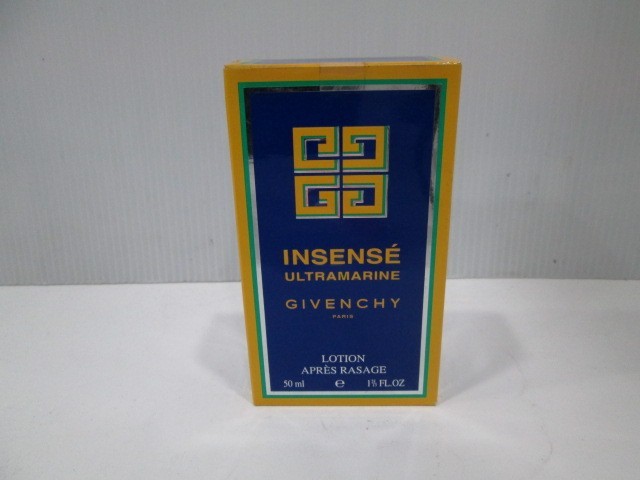 INSENSÉ
ULTRAMARINE
GIVENCHY
PARIS
LOTION
APRÈS RASAGE
50 ml ℮ 1⅔ FL.OZ